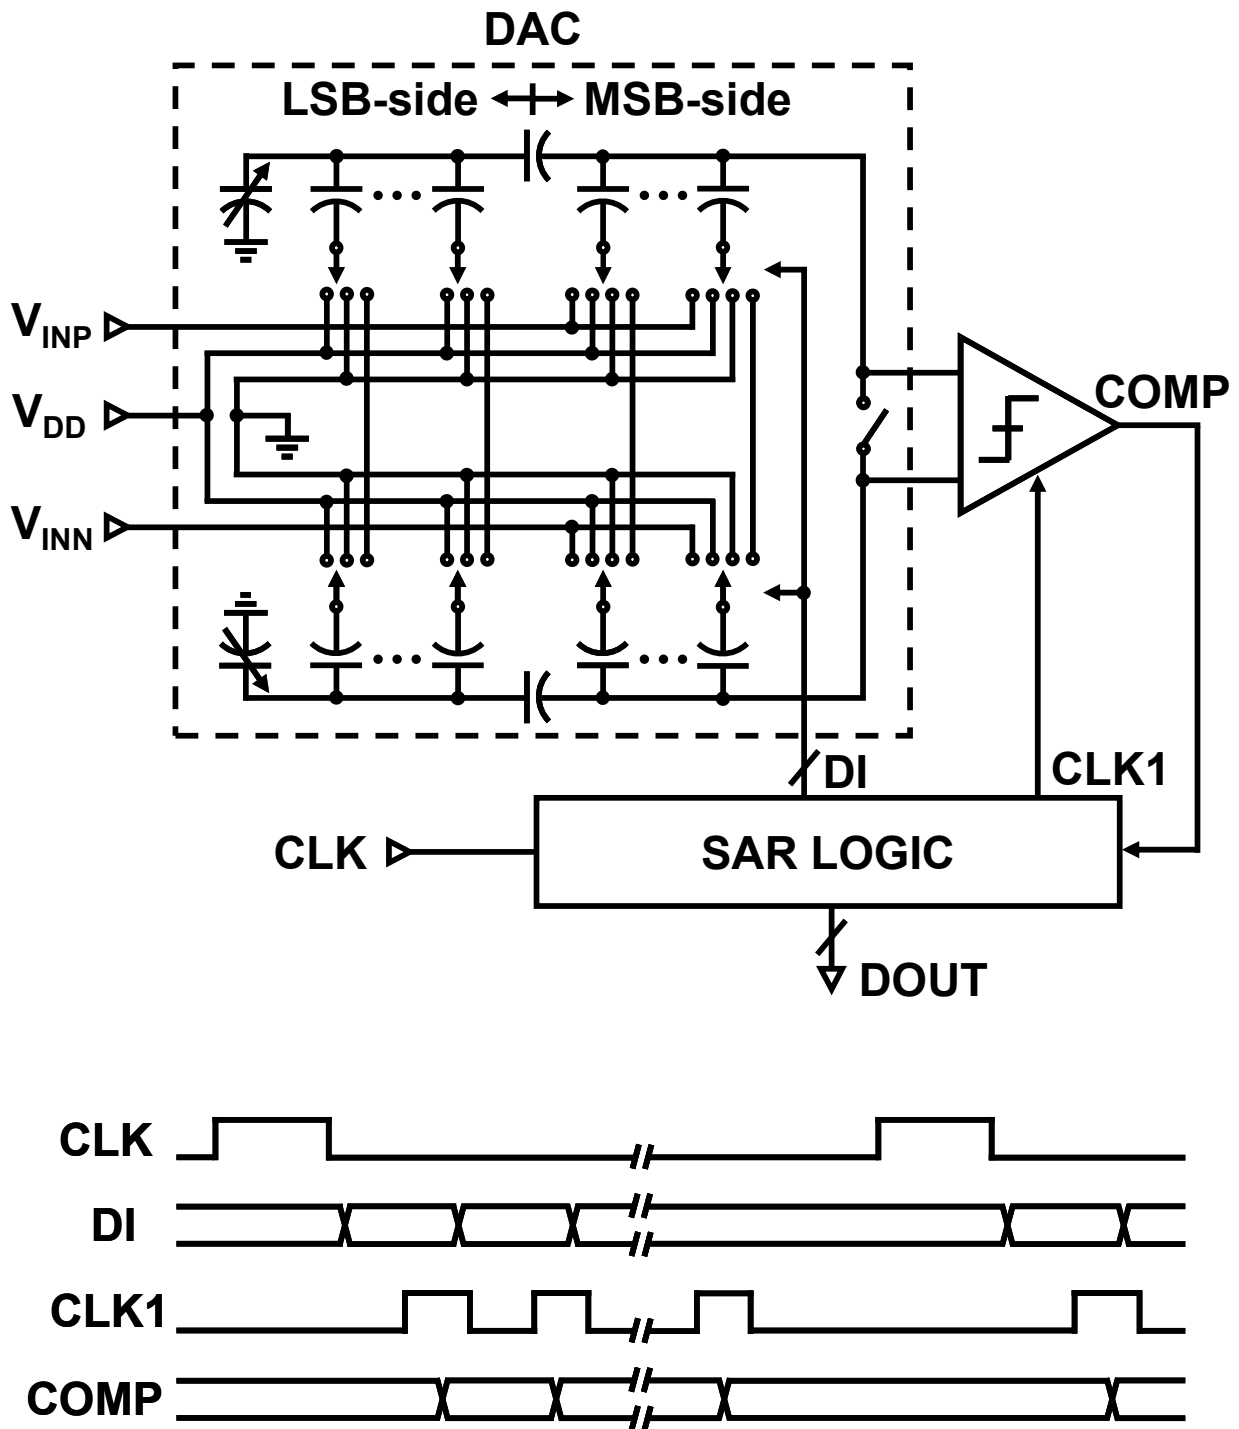 DAC
LSB-side MSB-side
VINP
VDD
VINN
COMP
DI
CLK1
CLK
SAR LOGIC
DOUT
CLK
DI
CLK1
COMP